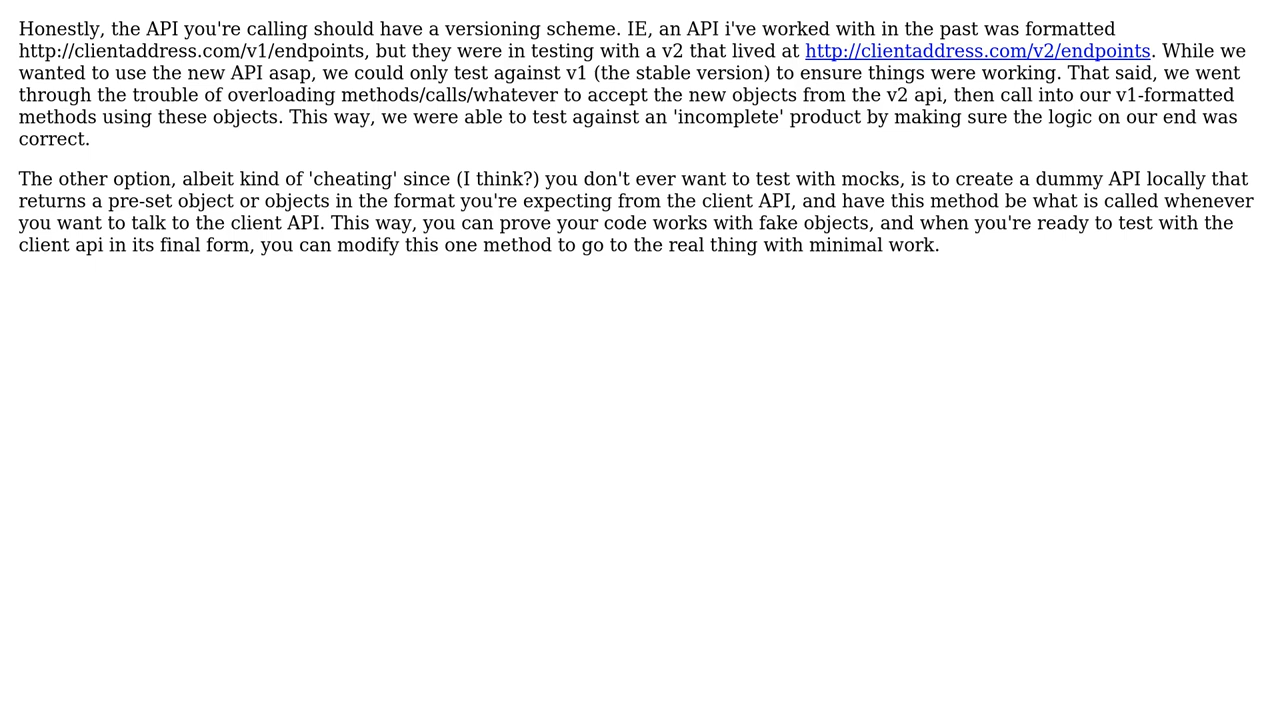 Honestly, the API you're calling should have a versioning scheme. IE, an API i've worked with in the past was formatted
http://clientaddress.com/v1/endpoints, but they were in testing with a v2 that lived at http://clientaddress.com/v2/endpoints. While we
wanted to use the new API asap, we could only test against v1 (the stable version) to ensure things were working. That said, we went
through the trouble of overloading methods/calls/whatever to accept the new objects from the v2 api, then call into our v1-formatted
methods using these objects. This way, we were able to test against an 'incomplete' product by making sure the logic on our end was
correct.
The other option, albeit kind of 'cheating' since (I think?) you don't ever want to test with mocks, is to create a dummy API locally that
returns a pre-set object or objects in the format you're expecting from the client API, and have this method be what is called whenever
you want to talk to the client API. This way, you can prove your code works with fake objects, and when you're ready to test with the
client api in its final form, you can modify this one method to go to the real thing with minimal work.